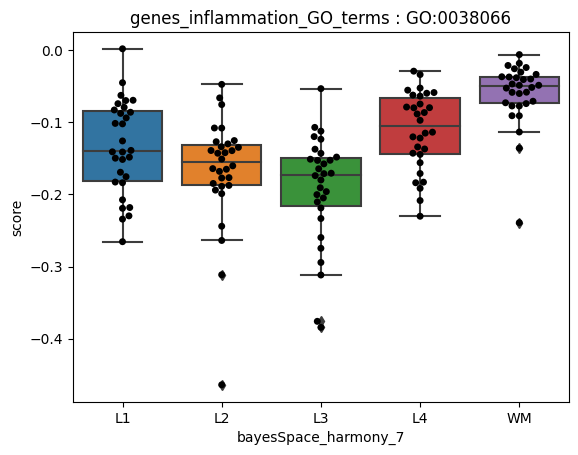 genes_inflammation_GO_terms : GO:0038066
0.0
−0.1
−0.2
−0.3
−0.4
score
L1 L2 L3 L4 WM
bayesSpace_harmony_7